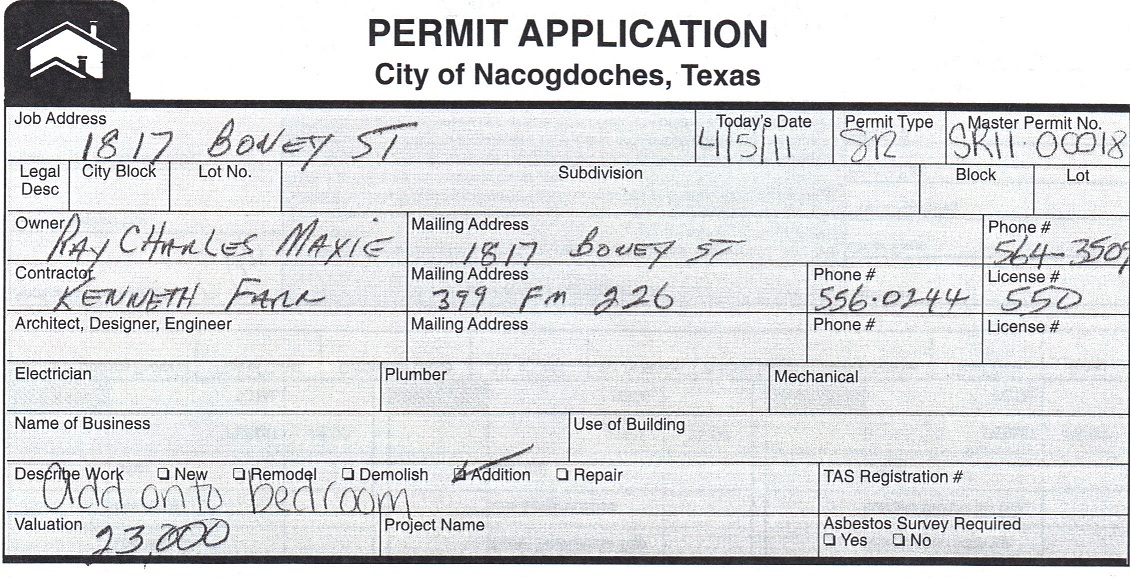 PERMIT APPLICATION
City of Nacogdoches, Texas
Job Address Today's Date Permit Type Master Permit No.
1817 BONEY ST 4/5/11 SR SR11-00018
Legal Desc City Block Lot No. Subdivision Block Lot
Owner Mailing Address Phone #
RAY CHARLES MAXIE 1817 BONEY ST 564-3509
Contractor Mailing Address Phone # License #
KENNETH FARR 399 FM 226 556-0244 550
Architect, Designer, Engineer Mailing Address Phone # License #
Electrician Plumber Mechanical
Name of Business Use of Building
Describe Work ❏ New ❏ Remodel ❏ Demolish ❏ Addition ❏ Repair TAS Registration #
add onto bedroom
Valuation Project Name Asbestos Survey Required
23,000 ❏ Yes ❏ No